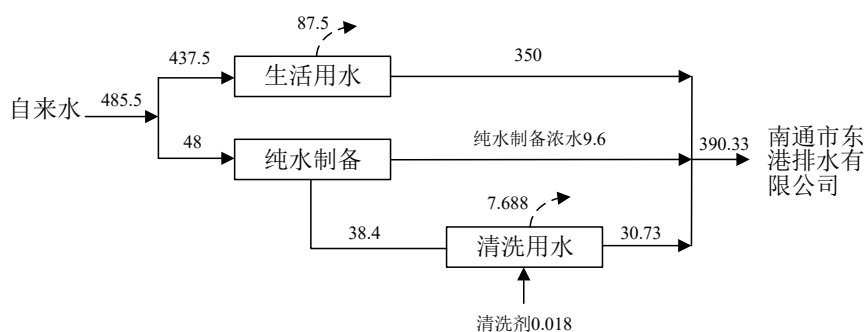 87.5
437.5
生活用水
350
自来水
485.5
48
纯水制备
纯水制备浓水9.6
390.33
南通市东
港排水有
限公司
7.688
38.4
清洗用水
30.73
清洗剂0.018